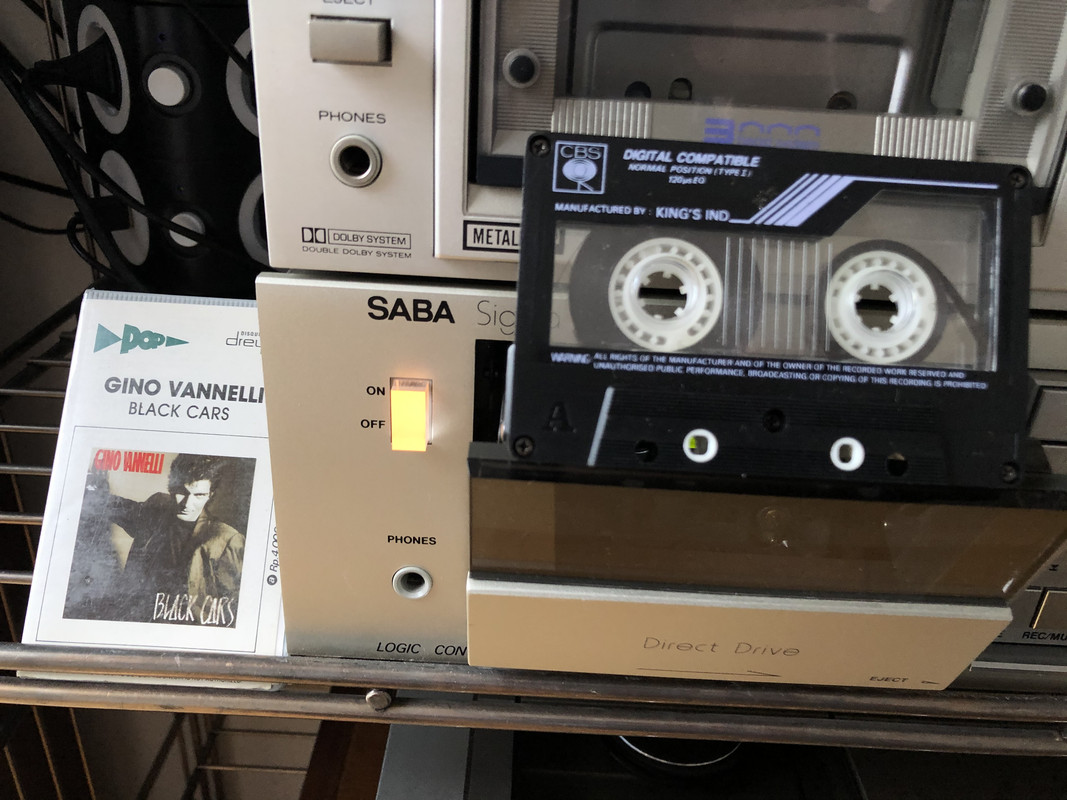 EJECT
PHONES
DOLBY SYSTEM
DOUBLE DOLBY SYSTEM
METAL
3000
CBS
DIGITAL COMPATIBLE
NORMAL POSITION (TYPE I)
120µs EQ
MANUFACTURED BY : KING'S IND
WARNING: ALL RIGHTS OF THE MANUFACTURER AND OF THE OWNER OF THE RECORDED WORK RESERVED AND
UNAUTHORISED PUBLIC PERFORMANCE, BROADCASTING OR COPYING OF THIS RECORDING IS PROHIBITED
A
SABA
ON
OFF
PHONES
LOGIC CON
Direct Drive
EJECT
REC/MU
POP
GINO VANNELLI
BLACK CARS
GINO VANNELLI
BLACK CARS